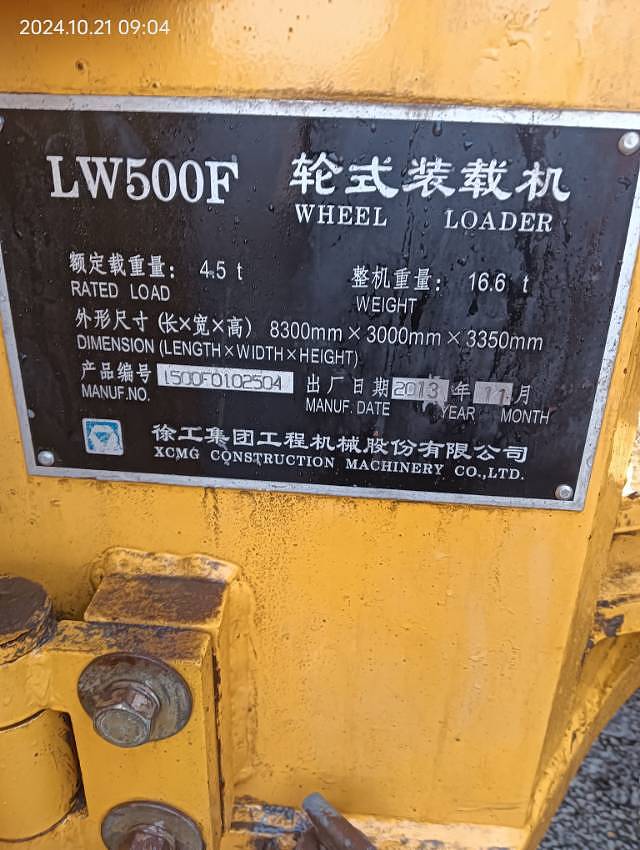 2024.10.21 09:04
LW500F 轮式装载机
WHEEL LOADER
额定载重量： 4.5 t 整机重量： 16.6 t
RATED LOAD WEIGHT
外形尺寸 (长×宽×高) 8300mm×3000mm×3350mm
DIMENSION (LENGTH×WIDTH×HEIGHT)
产品编号 1500F0102504 出厂日期 2013 年 11 月
MANUF.NO. MANUF. DATE YEAR MONTH
徐工集团工程机械股份有限公司
XCMG CONSTRUCTION MACHINERY CO.,LTD.